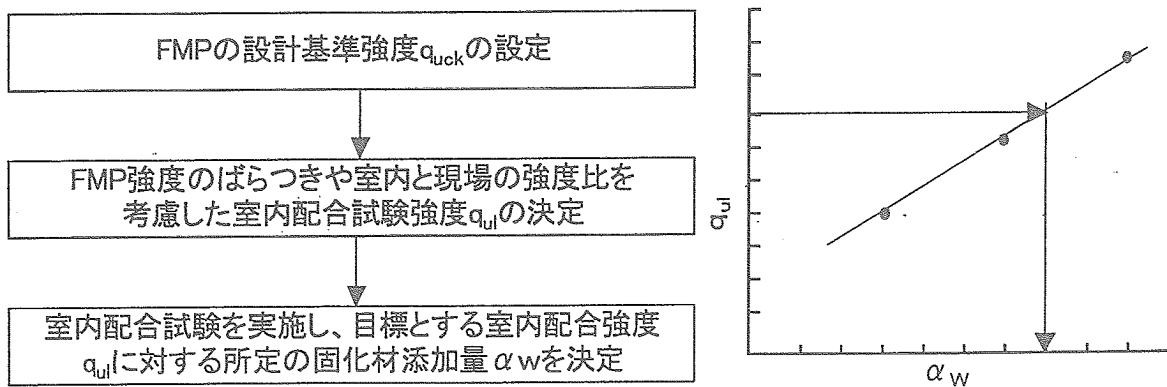 FMPの設計基準強度quckの設定
FMP強度のばらつきや室内と現場の強度比を
考慮した室内配合試験強度qulの決定
室内配合試験を実施し、目標とする室内配合強度
qulに対する所定の固化材添加量αwを決定
qul
αw